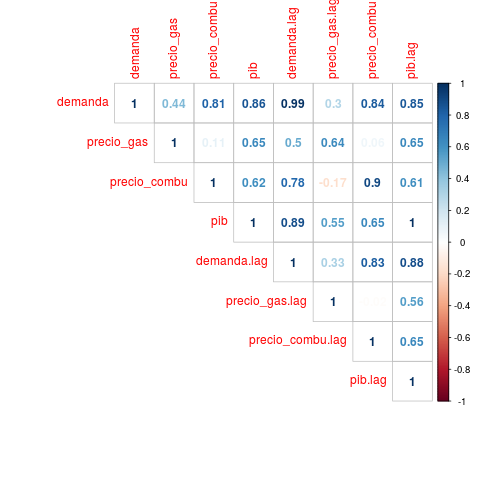 demanda
precio_gas
precio_combu
pib
demanda.lag
precio_gas.lag
precio_combu
pib.lag
demanda 1 0.44 0.81 0.86 0.99 0.3 0.84 0.85
precio_gas 1 0.11 0.65 0.5 0.64 0.06 0.65
precio_combu 1 0.62 0.78 -0.17 0.9 0.61
pib 1 0.89 0.55 0.65 1
demanda.lag 1 0.33 0.83 0.88
precio_gas.lag 1 0.56
precio_combu.lag 1 0.65
pib.lag 1
1
0.8
0.6
0.4
0.2
0
-0.2
-0.4
-0.6
-0.8
-1